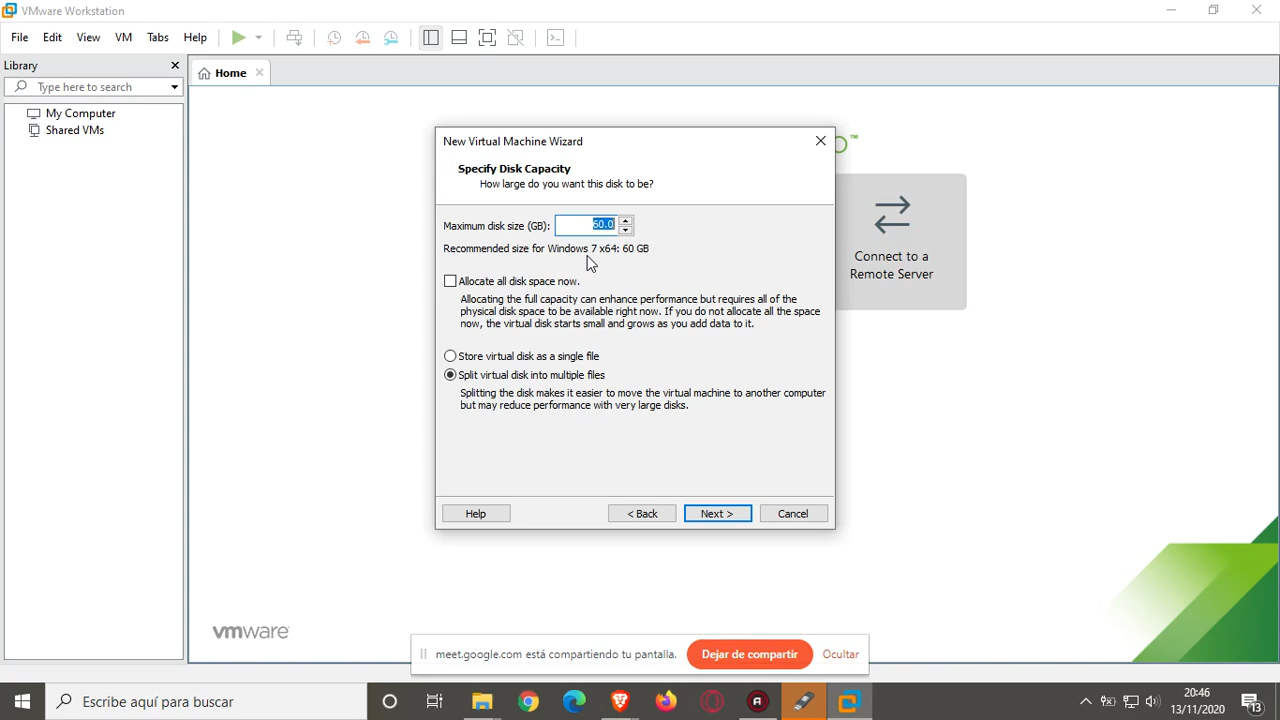 VMware Workstation
File Edit View VM Tabs Help
Library
Type here to search
My Computer
Shared VMs
Home
™
Connect to a
Remote Server
New Virtual Machine Wizard
Specify Disk Capacity
How large do you want this disk to be?
Maximum disk size (GB): 60.0
Recommended size for Windows 7 x64: 60 GB
Allocate all disk space now.
Allocating the full capacity can enhance performance but requires all of the
physical disk space to be available right now. If you do not allocate all the space
now, the virtual disk starts small and grows as you add data to it.
Store virtual disk as a single file
Split virtual disk into multiple files
Splitting the disk makes it easier to move the virtual machine to another computer
but may reduce performance with very large disks.
Help < Back Next > Cancel
vmware
meet.google.com está compartiendo tu pantalla. Dejar de compartir Ocultar
Escribe aquí para buscar
20:46
13/11/2020
13